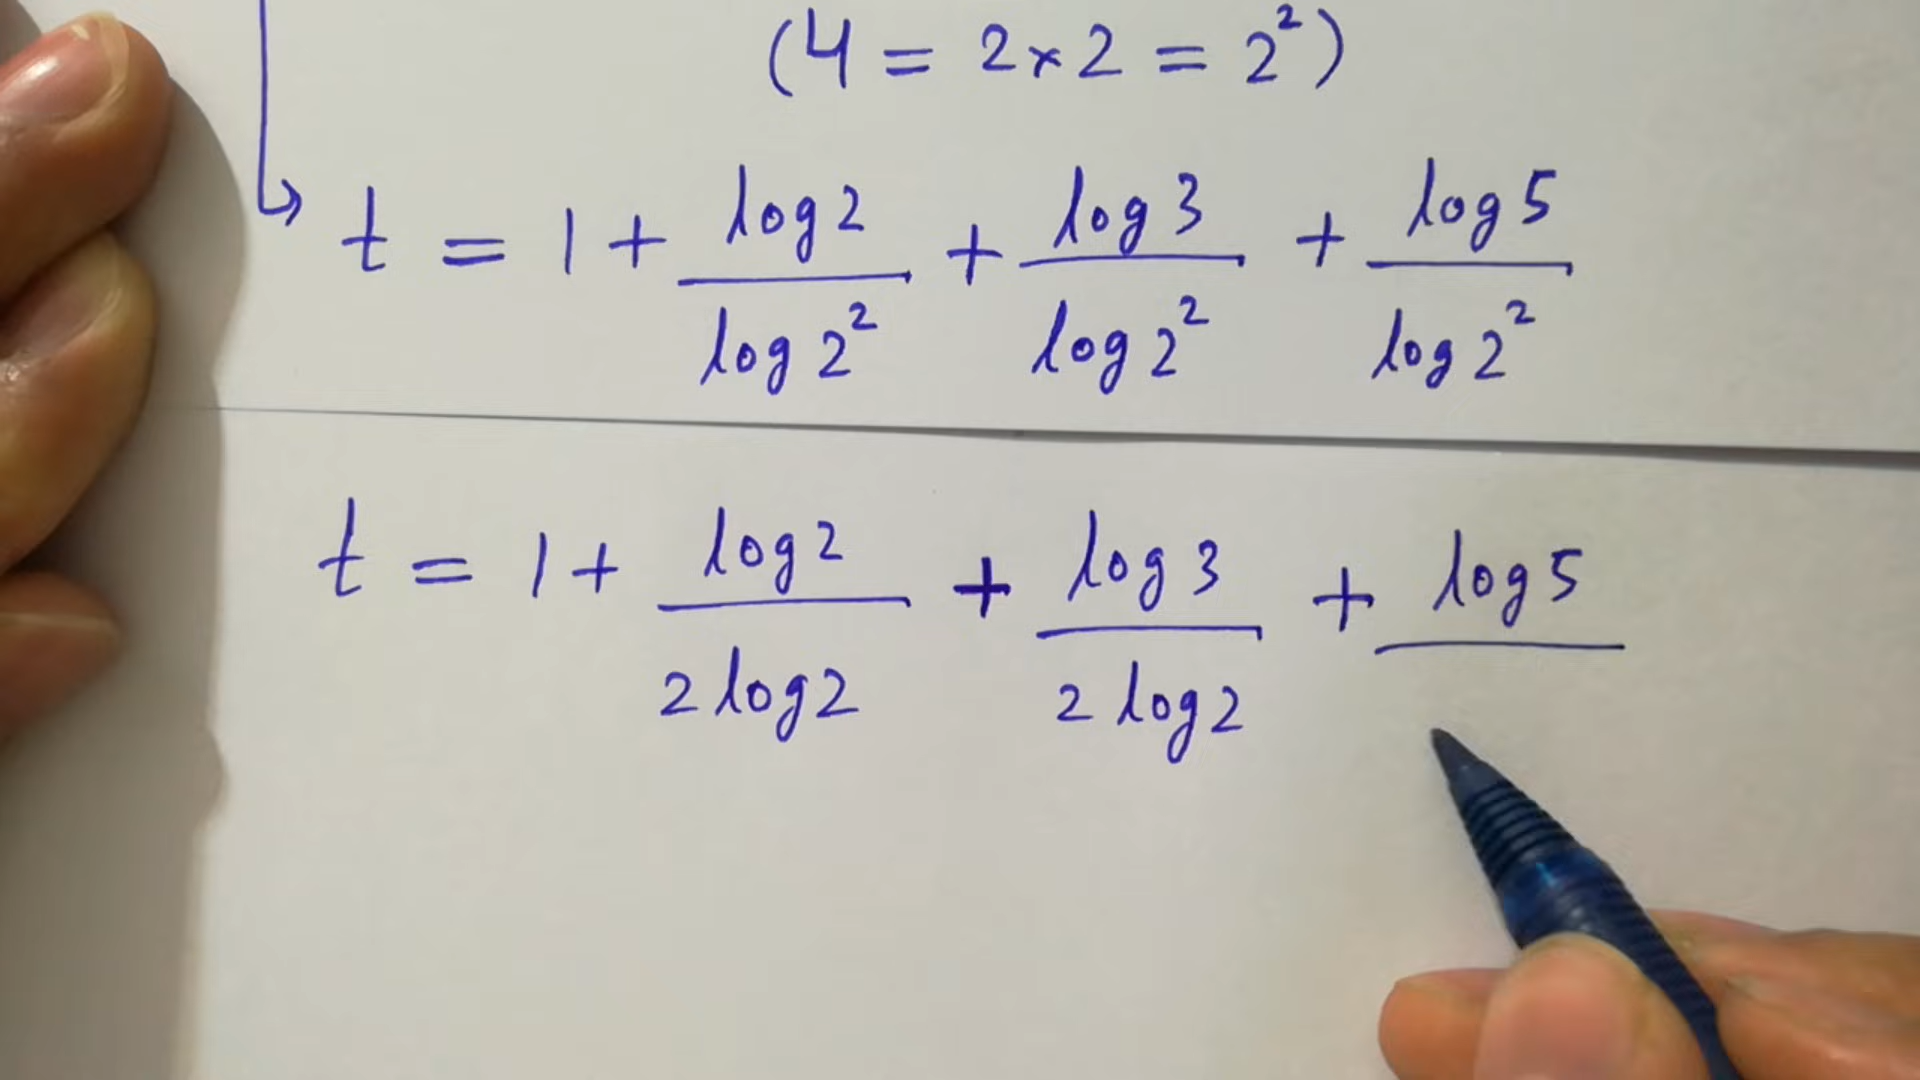 (4 = 2 × 2 = 2²)
t = 1 + log 2 / log 2² + log 3 / log 2² + log 5 / log 2²
t = 1 + log 2 / 2 log 2 + log 3 / 2 log 2 + log 5 /